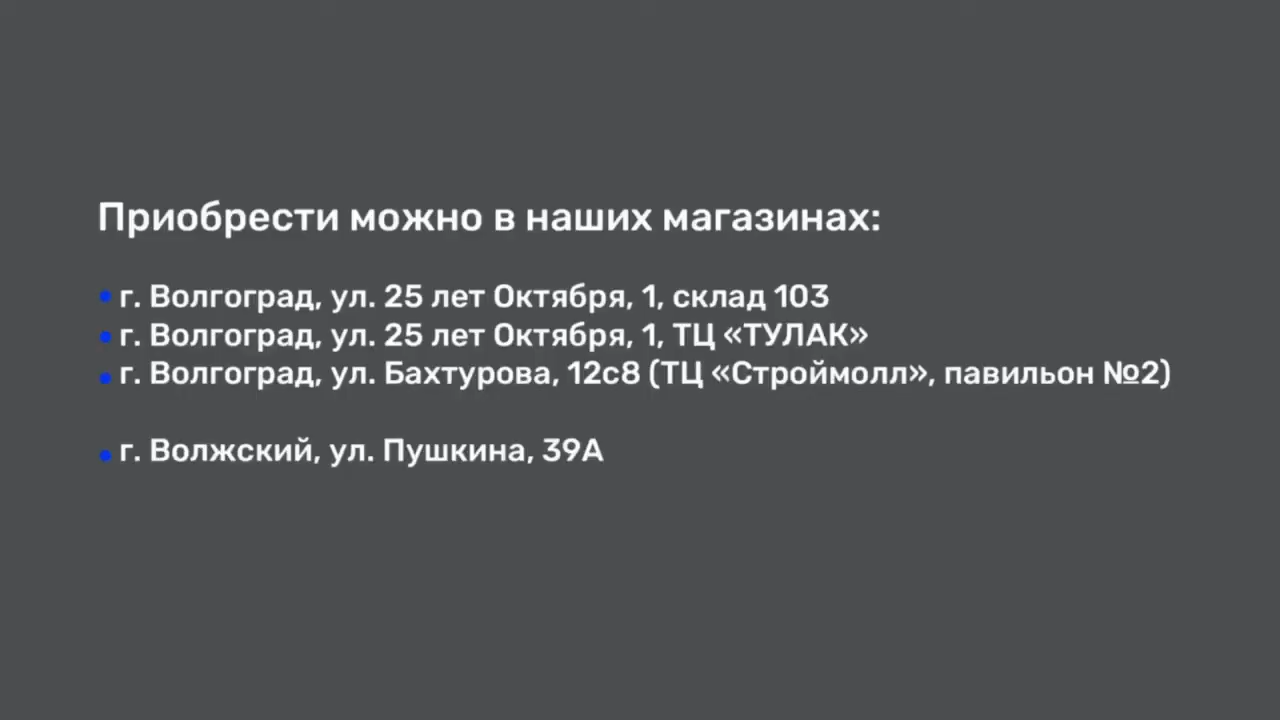 Приобрести можно в наших магазинах:
• г. Волгоград, ул. 25 лет Октября, 1, склад 103
• г. Волгоград, ул. 25 лет Октября, 1, ТЦ «ТУЛАК»
• г. Волгоград, ул. Бахтурова, 12с8 (ТЦ «Строймолл», павильон №2)
• г. Волжский, ул. Пушкина, 39А